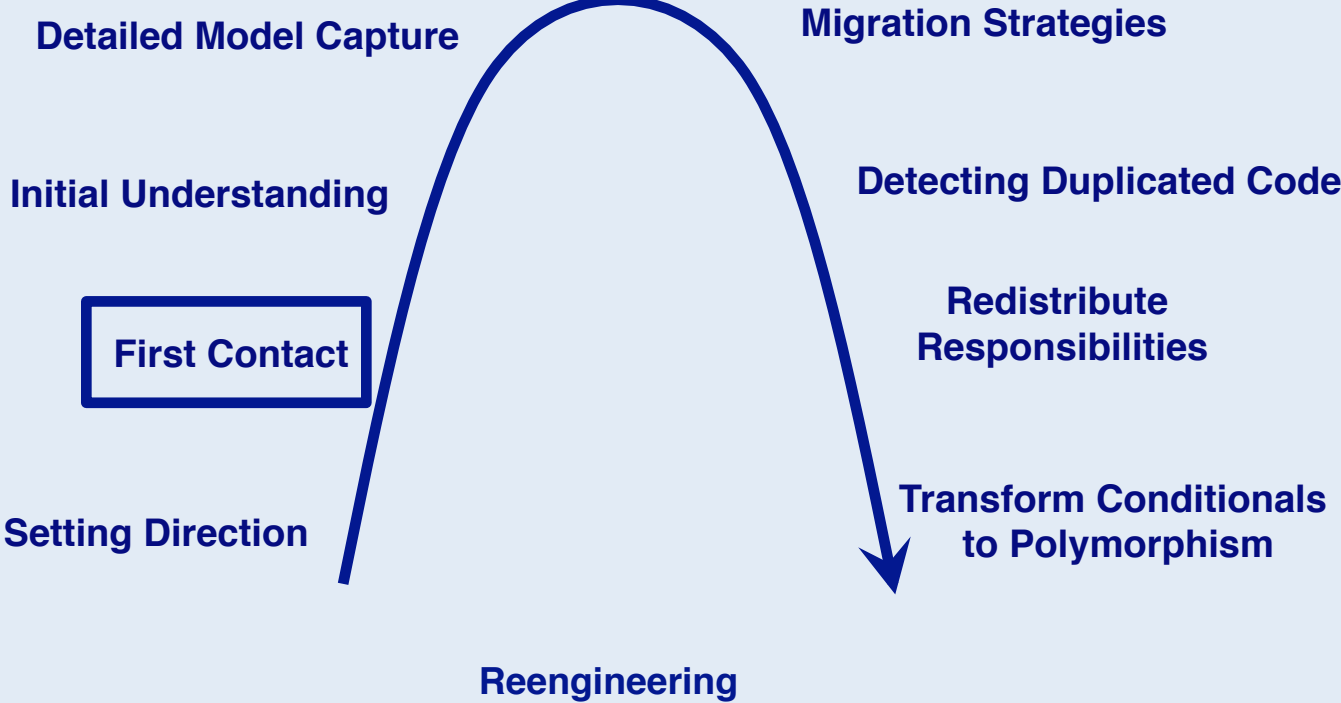 Detailed Model Capture
Migration Strategies
Initial Understanding
Detecting Duplicated Code
First Contact
Redistribute
Responsibilities
Setting Direction
Transform Conditionals
to Polymorphism
Reengineering